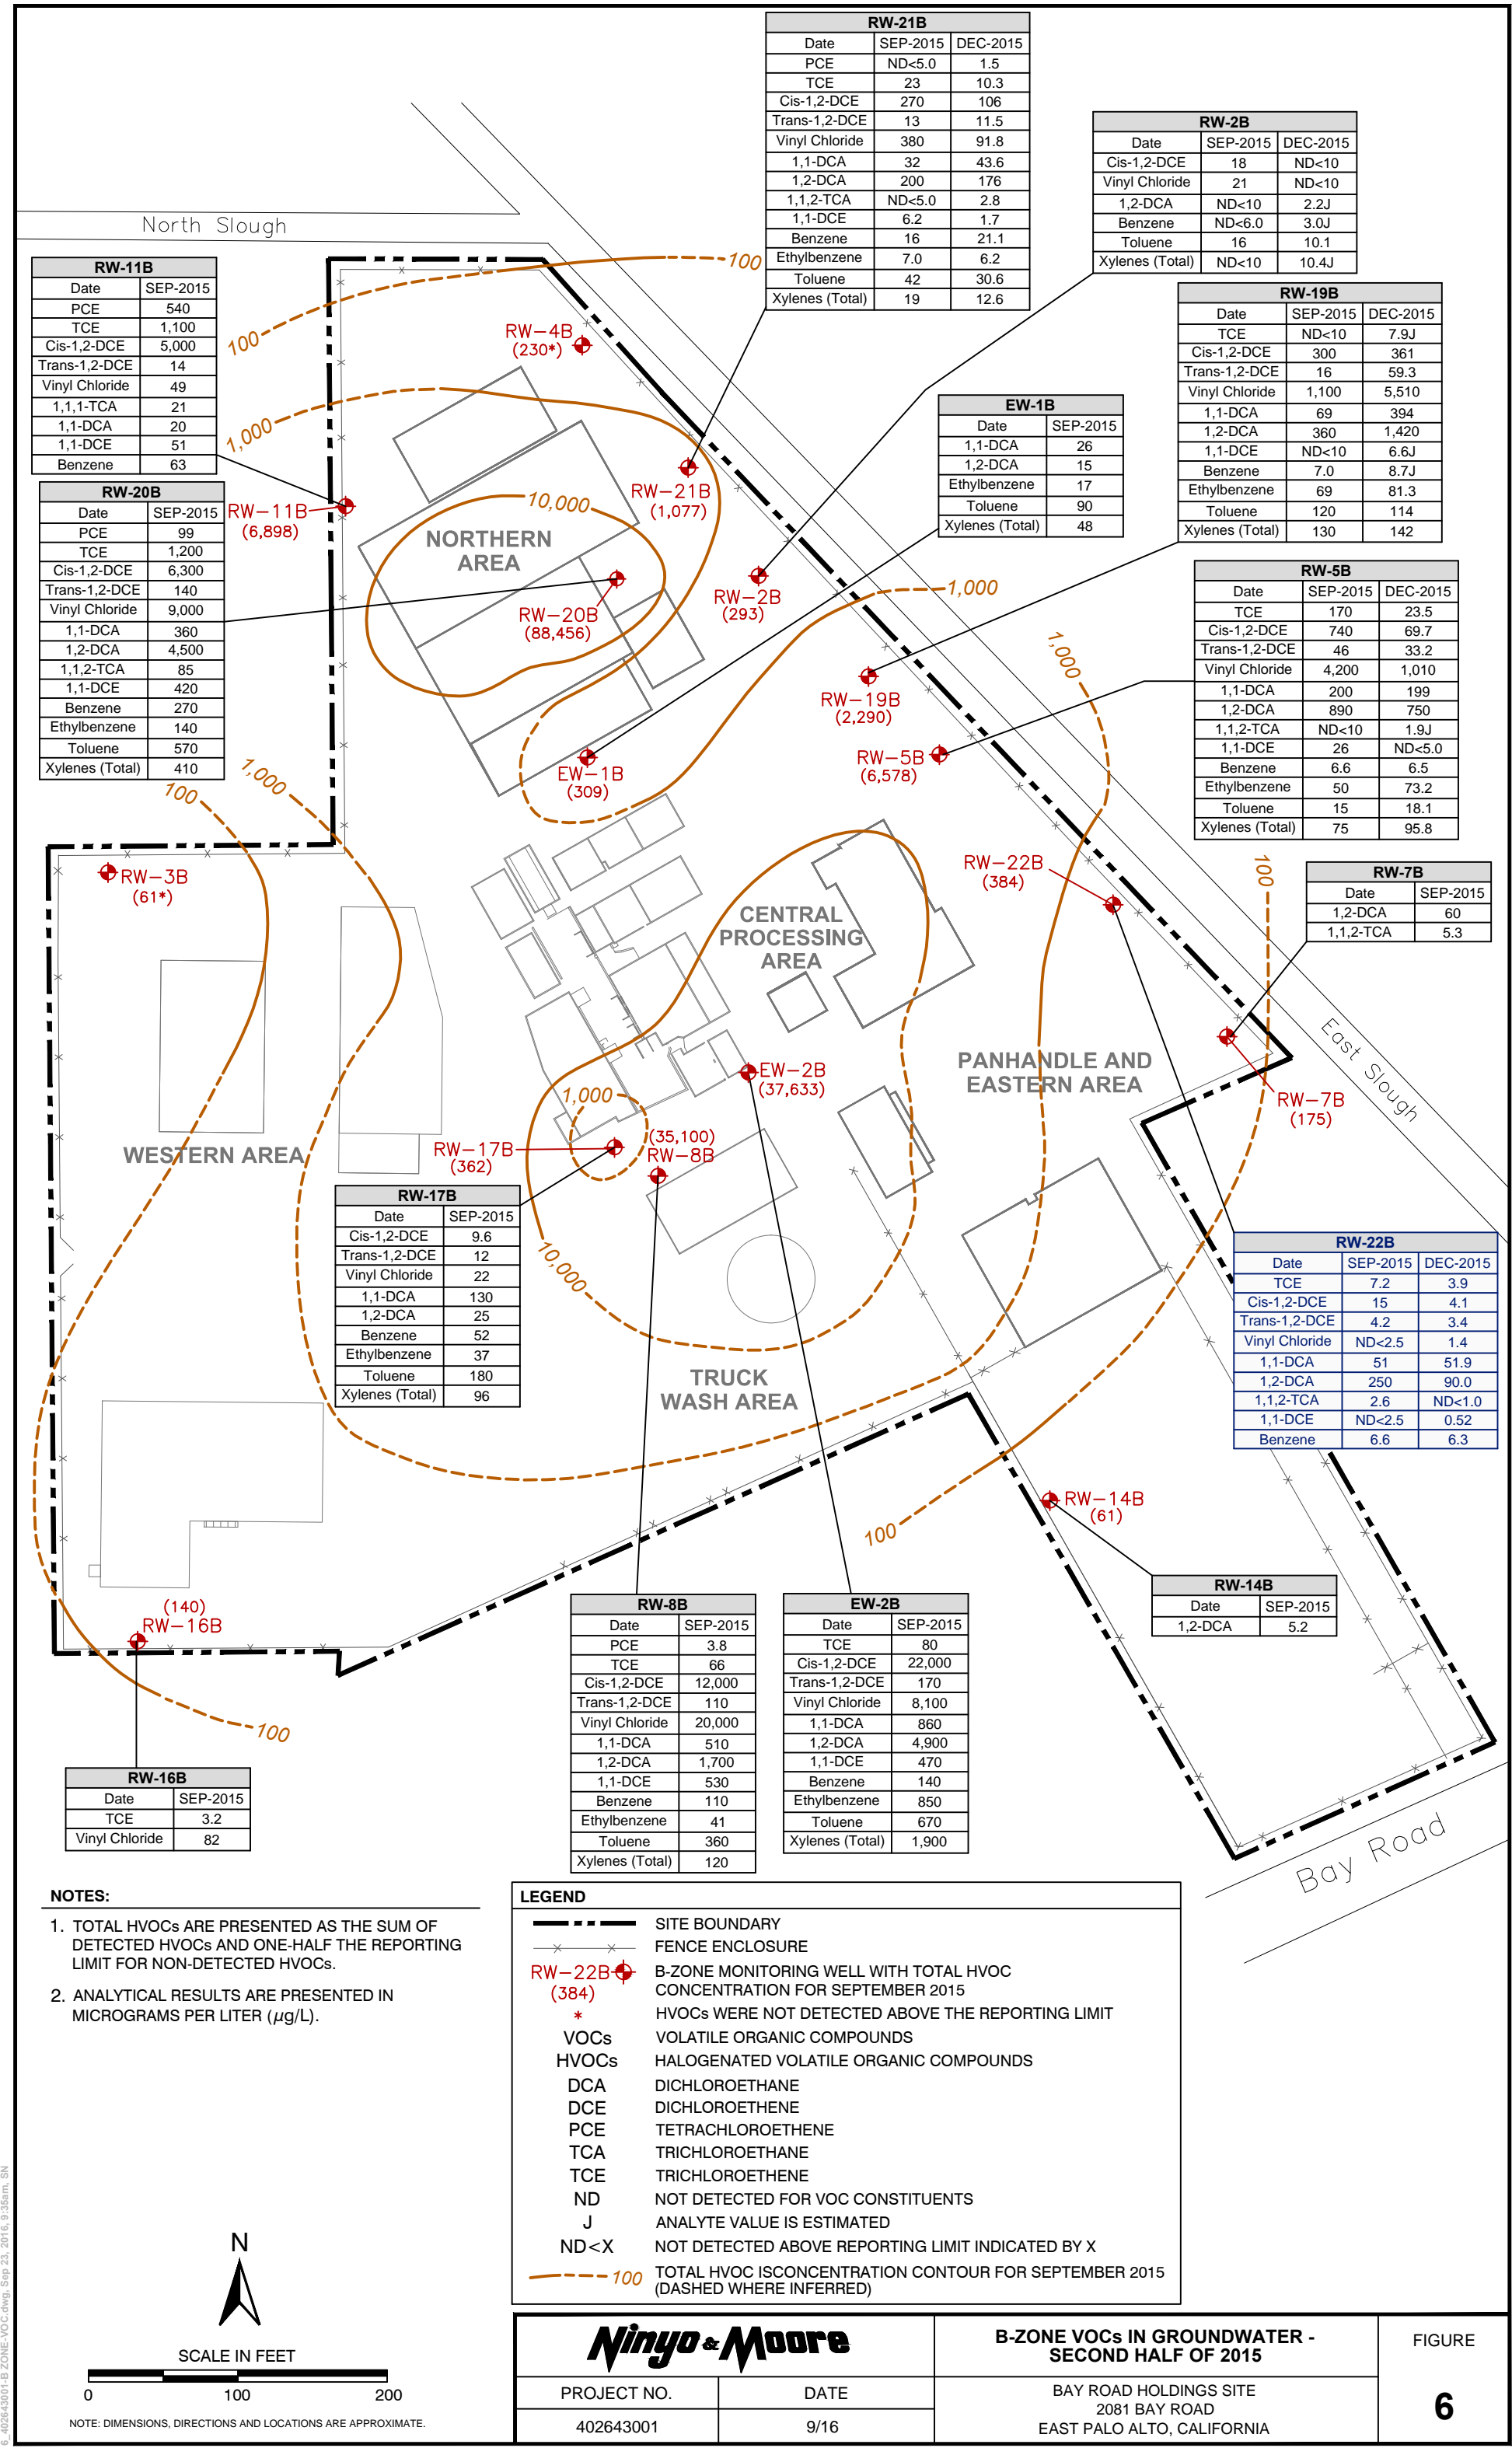 RW-21B
Date SEP-2015 DEC-2015
PCE ND<5.0 1.5
TCE 23 10.3
Cis-1,2-DCE 270 106
Trans-1,2-DCE 13 11.5
Vinyl Chloride 380 91.8
1,1-DCA 32 43.6
1,2-DCA 200 176
1,1,2-TCA ND<5.0 2.8
1,1-DCE 6.2 1.7
Benzene 16 21.1
Ethylbenzene 7.0 6.2
Toluene 42 30.6
Xylenes (Total) 19 12.6
RW-2B
Date SEP-2015 DEC-2015
Cis-1,2-DCE 18 ND<10
Vinyl Chloride 21 ND<10
1,2-DCA ND<10 2.2J
Benzene ND<6.0 3.0J
Toluene 16 10.1
Xylenes (Total) ND<10 10.4J
North Slough
RW-11B
Date SEP-2015
PCE 540
TCE 1,100
Cis-1,2-DCE 5,000
Trans-1,2-DCE 14
Vinyl Chloride 49
1,1,1-TCA 21
1,1-DCA 20
1,1-DCE 51
Benzene 63
RW-19B
Date SEP-2015 DEC-2015
TCE ND<10 7.9J
Cis-1,2-DCE 300 361
Trans-1,2-DCE 16 59.3
Vinyl Chloride 1,100 5,510
1,1-DCA 69 394
1,2-DCA 360 1,420
1,1-DCE ND<10 6.6J
Benzene 7.0 8.7J
Ethylbenzene 69 81.3
Toluene 120 114
Xylenes (Total) 130 142
100
100
RW-4B
(230*)
1,000
EW-1B
Date SEP-2015
1,1-DCA 26
1,2-DCA 15
Ethylbenzene 17
Toluene 90
Xylenes (Total) 48
RW-20B
Date SEP-2015
PCE 99
TCE 1,200
Cis-1,2-DCE 6,300
Trans-1,2-DCE 140
Vinyl Chloride 9,000
1,1-DCA 360
1,2-DCA 4,500
1,1,2-TCA 85
1,1-DCE 420
Benzene 270
Ethylbenzene 140
Toluene 570
Xylenes (Total) 410
RW-11B
(6,898)
10,000
RW-21B
(1,077)
NORTHERN
AREA
RW-20B
(88,456)
RW-2B
(293)
1,000
RW-5B
Date SEP-2015 DEC-2015
TCE 170 23.5
Cis-1,2-DCE 740 69.7
Trans-1,2-DCE 46 33.2
Vinyl Chloride 4,200 1,010
1,1-DCA 200 199
1,2-DCA 890 750
1,1,2-TCA ND<10 1.9J
1,1-DCE 26 ND<5.0
Benzene 6.6 6.5
Ethylbenzene 50 73.2
Toluene 15 18.1
Xylenes (Total) 75 95.8
1,000
RW-19B
(2,290)
RW-5B
(6,578)
EW-1B
(309)
1,000
100
RW-3B
(61*)
RW-22B
(384)
100
RW-7B
Date SEP-2015
1,2-DCA 60
1,1,2-TCA 5.3
CENTRAL
PROCESSING
AREA
East Slough
PANHANDLE AND
EASTERN AREA
EW-2B
(37,633)
RW-7B
(175)
1,000
WESTERN AREA
RW-17B
(362)
(35,100)
RW-8B
RW-17B
Date SEP-2015
Cis-1,2-DCE 9.6
Trans-1,2-DCE 12
Vinyl Chloride 22
1,1-DCA 130
1,2-DCA 25
Benzene 52
Ethylbenzene 37
Toluene 180
Xylenes (Total) 96
10,000
RW-22B
Date SEP-2015 DEC-2015
TCE 7.2 3.9
Cis-1,2-DCE 15 4.1
Trans-1,2-DCE 4.2 3.4
Vinyl Chloride ND<2.5 1.4
1,1-DCA 51 51.9
1,2-DCA 250 90.0
1,1,2-TCA 2.6 ND<1.0
1,1-DCE ND<2.5 0.52
Benzene 6.6 6.3
TRUCK
WASH AREA
RW-14B
(61)
100
RW-14B
Date SEP-2015
1,2-DCA 5.2
(140)
RW-16B
RW-8B
Date SEP-2015
PCE 3.8
TCE 66
Cis-1,2-DCE 12,000
Trans-1,2-DCE 110
Vinyl Chloride 20,000
1,1-DCA 510
1,2-DCA 1,700
1,1-DCE 530
Benzene 110
Ethylbenzene 41
Toluene 360
Xylenes (Total) 120
EW-2B
Date SEP-2015
TCE 80
Cis-1,2-DCE 22,000
Trans-1,2-DCE 170
Vinyl Chloride 8,100
1,1-DCA 860
1,2-DCA 4,900
1,1-DCE 470
Benzene 140
Ethylbenzene 850
Toluene 670
Xylenes (Total) 1,900
100
RW-16B
Date SEP-2015
TCE 3.2
Vinyl Chloride 82
Bay Road
NOTES:
1. TOTAL HVOCs ARE PRESENTED AS THE SUM OF
DETECTED HVOCs AND ONE-HALF THE REPORTING
LIMIT FOR NON-DETECTED HVOCs.
2. ANALYTICAL RESULTS ARE PRESENTED IN
MICROGRAMS PER LITER (μg/L).
LEGEND
SITE BOUNDARY
FENCE ENCLOSURE
RW-22B B-ZONE MONITORING WELL WITH TOTAL HVOC
(384) CONCENTRATION FOR SEPTEMBER 2015
* HVOCs WERE NOT DETECTED ABOVE THE REPORTING LIMIT
VOCs VOLATILE ORGANIC COMPOUNDS
HVOCs HALOGENATED VOLATILE ORGANIC COMPOUNDS
DCA DICHLOROETHANE
DCE DICHLOROETHENE
PCE TETRACHLOROETHENE
TCA TRICHLOROETHANE
TCE TRICHLOROETHENE
ND NOT DETECTED FOR VOC CONSTITUENTS
J ANALYTE VALUE IS ESTIMATED
ND<X NOT DETECTED ABOVE REPORTING LIMIT INDICATED BY X
100 TOTAL HVOC ISCONCENTRATION CONTOUR FOR SEPTEMBER 2015
(DASHED WHERE INFERRED)
N
SCALE IN FEET
0 100 200
NOTE: DIMENSIONS, DIRECTIONS AND LOCATIONS ARE APPROXIMATE.
6_402643001-B ZONE-VOC.dwg, Sep 23, 2016, 9:35am, SN
Ninyo & Moore
PROJECT NO. DATE
402643001 9/16
B-ZONE VOCs IN GROUNDWATER -
SECOND HALF OF 2015
BAY ROAD HOLDINGS SITE
2081 BAY ROAD
EAST PALO ALTO, CALIFORNIA
FIGURE
6